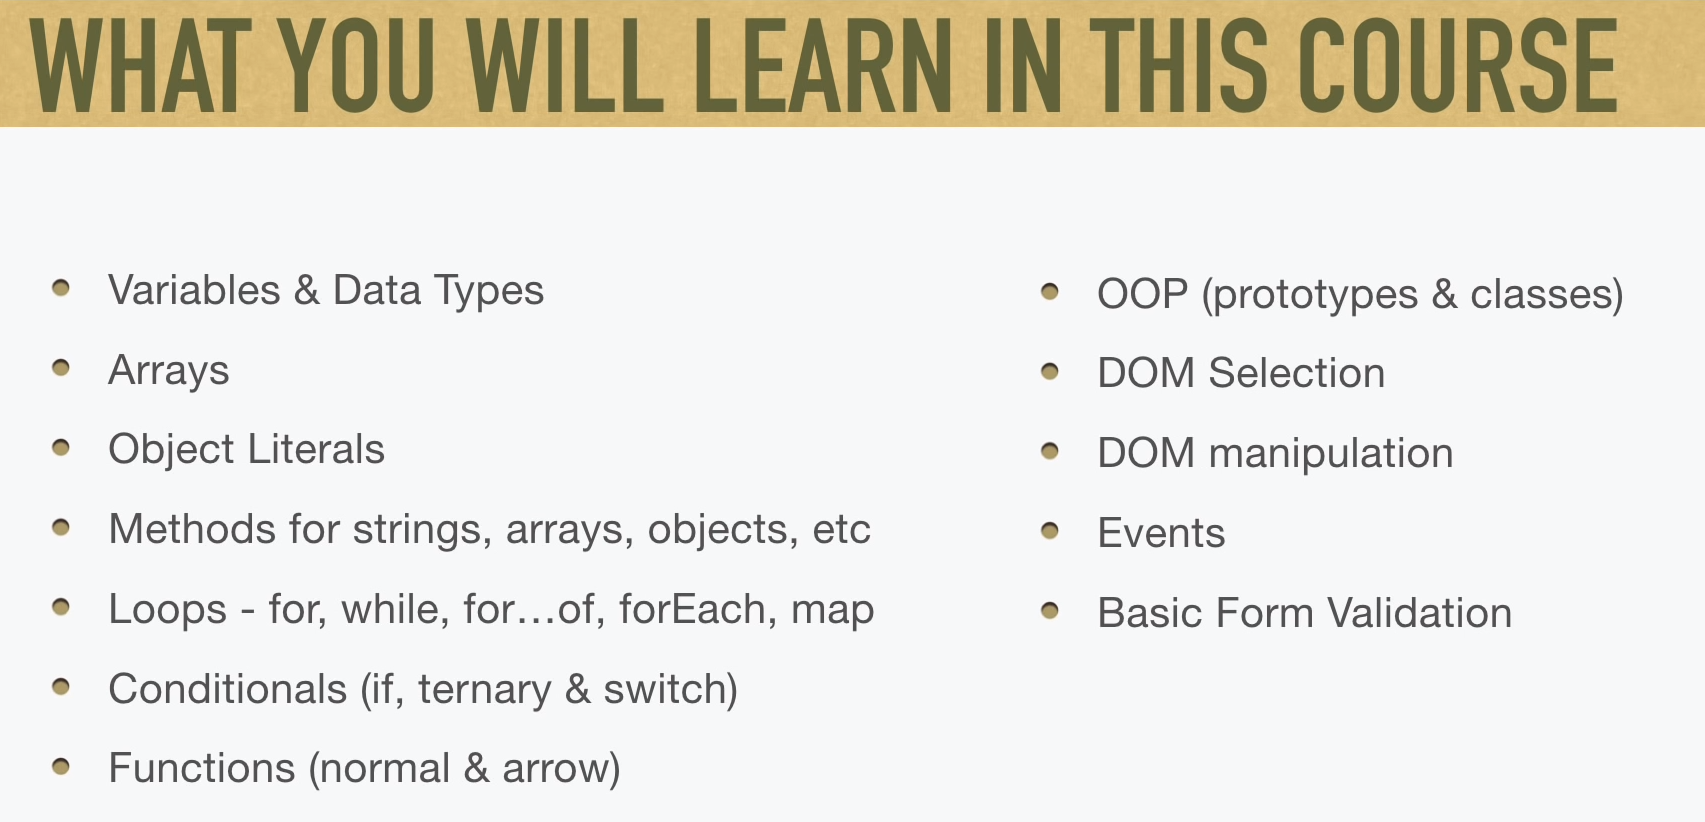 WHAT YOU WILL LEARN IN THIS COURSE
Variables & Data Types
Arrays
Object Literals
Methods for strings, arrays, objects, etc
Loops - for, while, for…of, forEach, map
Conditionals (if, ternary & switch)
Functions (normal & arrow)
OOP (prototypes & classes)
DOM Selection
DOM manipulation
Events
Basic Form Validation